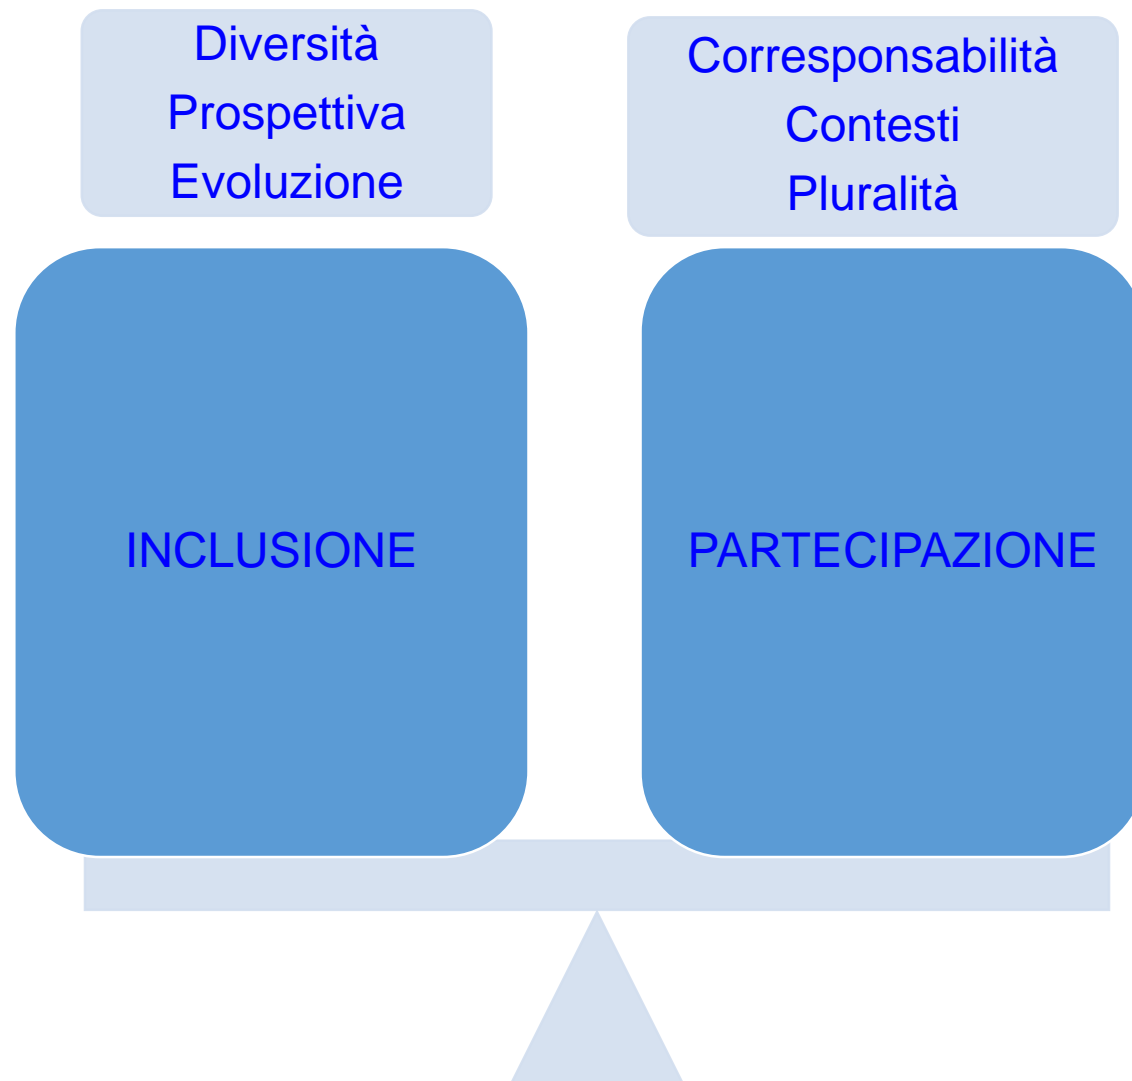 Diversità
Prospettiva
Evoluzione
Corresponsabilità
Contesti
Pluralità
INCLUSIONE
PARTECIPAZIONE